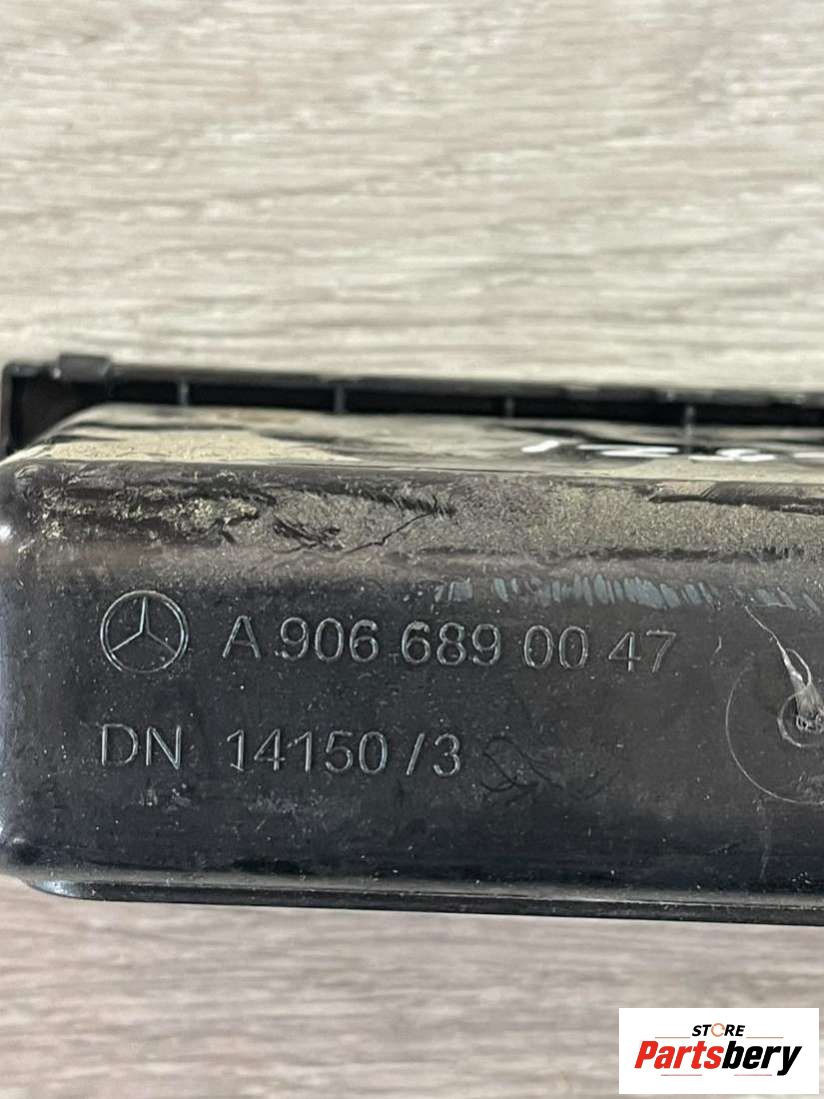 A 906 689 00 47
DN 14150/3
STORE
Partsbery